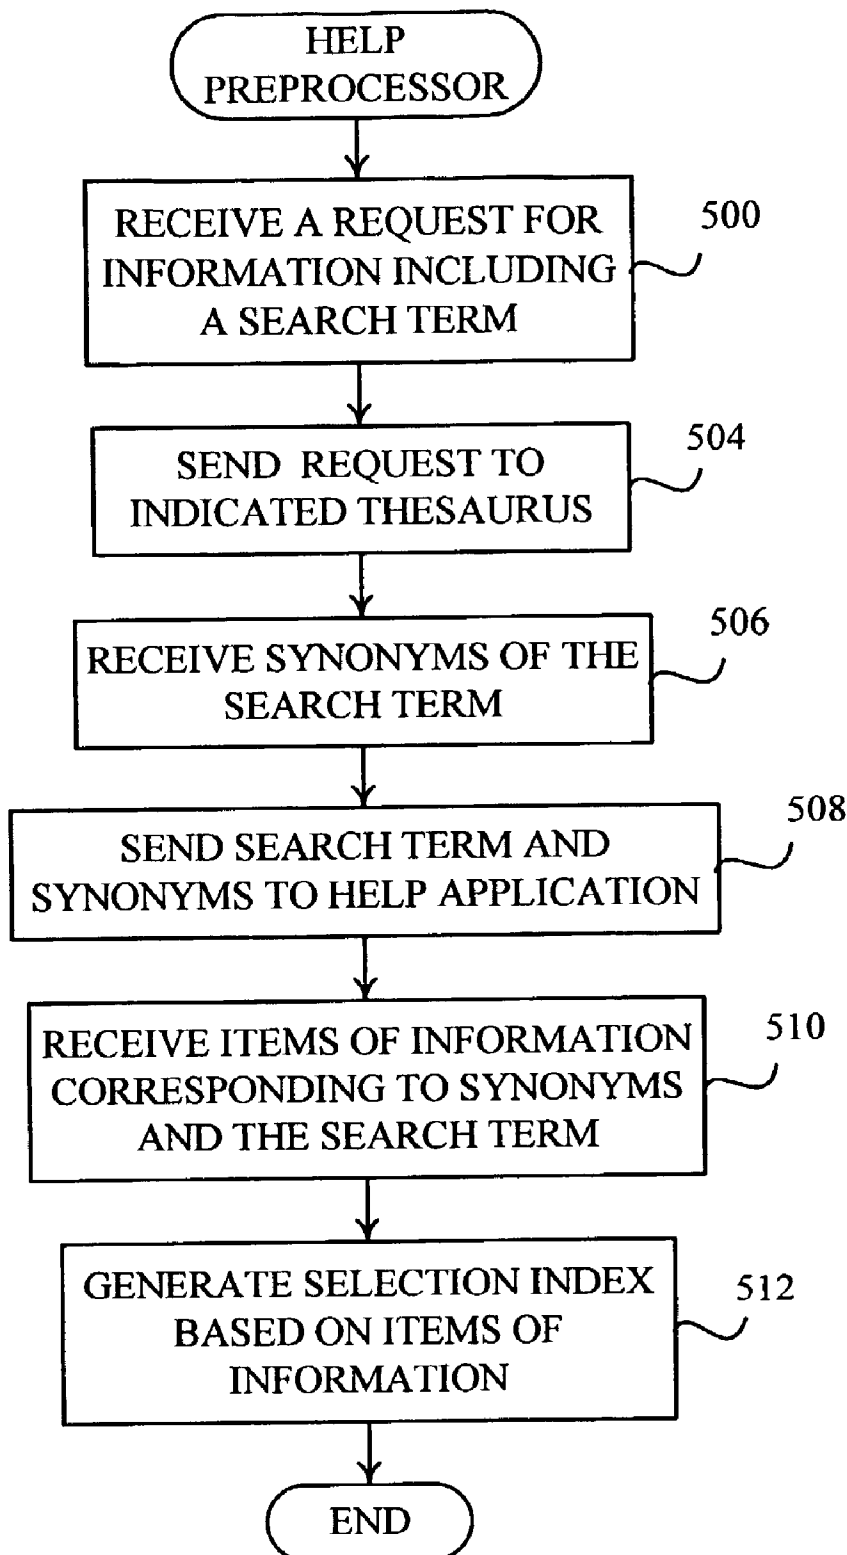 HELP
PREPROCESSOR
RECEIVE A REQUEST FOR
INFORMATION INCLUDING
A SEARCH TERM
500
SEND REQUEST TO
INDICATED THESAURUS
504
RECEIVE SYNONYMS OF THE
SEARCH TERM
506
SEND SEARCH TERM AND
SYNONYMS TO HELP APPLICATION
508
RECEIVE ITEMS OF INFORMATION
CORRESPONDING TO SYNONYMS
AND THE SEARCH TERM
510
GENERATE SELECTION INDEX
BASED ON ITEMS OF
INFORMATION
512
END